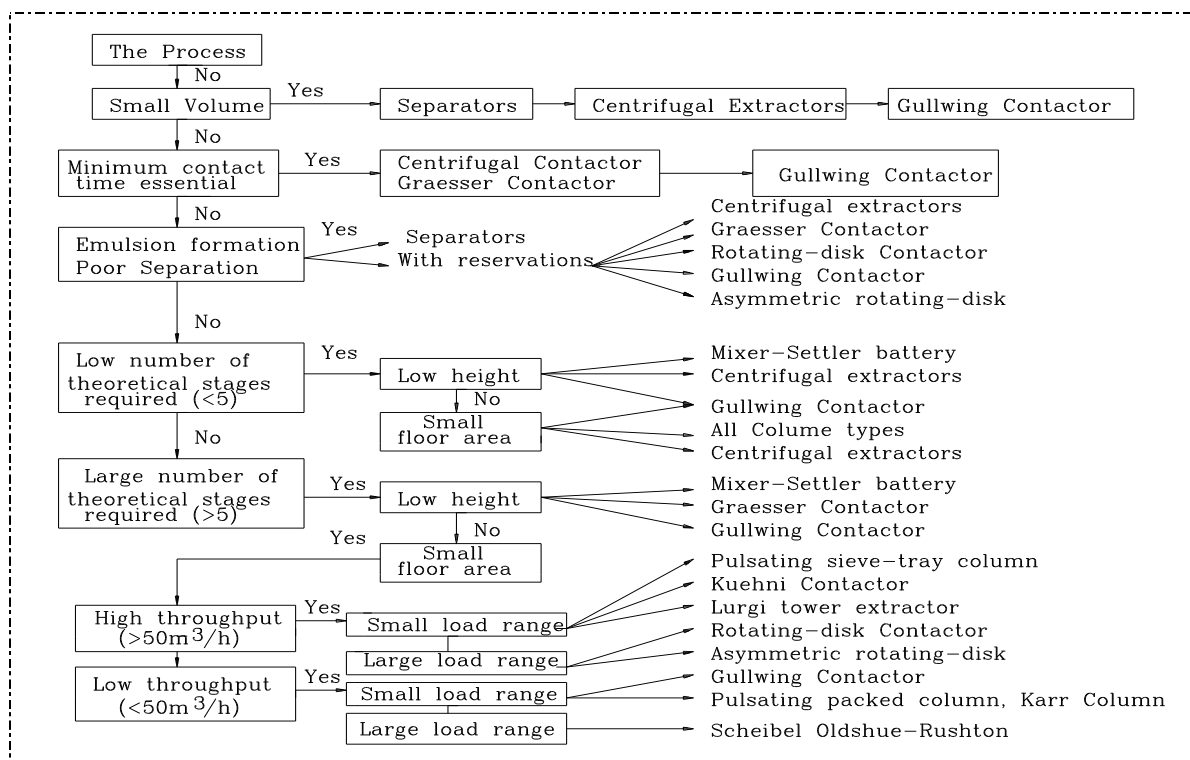 The Process
No
Small Volume
Yes
Separators
Centrifugal Extractors
Gullwing Contactor
No
Minimum contact
time essential
Yes
Centrifugal Contactor
Graesser Contactor
Gullwing Contactor
No
Emulsion formation
Poor Separation
Yes
Separators
With reservations
Centrifugal extractors
Graesser Contactor
Rotating-disk Contactor
Gullwing Contactor
Asymmetric rotating-disk
No
Low number of
theoretical stages
required (<5)
Yes
Low height
No
Small
floor area
Mixer-Settler battery
Centrifugal extractors
Gullwing Contactor
All Colume types
Centrifugal extractors
No
Large number of
theoretical stages
required (>5)
Yes
Low height
No
Small
floor area
Yes
Mixer-Settler battery
Graesser Contactor
Gullwing Contactor
High throughput
(>50m3/h)
Yes
Small load range
Large load range
Pulsating sieve-tray column
Kuehni Contactor
Lurgi tower extractor
Rotating-disk Contactor
Asymmetric rotating-disk
Low throughput
(<50m3/h)
Yes
Small load range
Large load range
Gullwing Contactor
Pulsating packed column, Karr Column
Scheibel Oldshue-Rushton